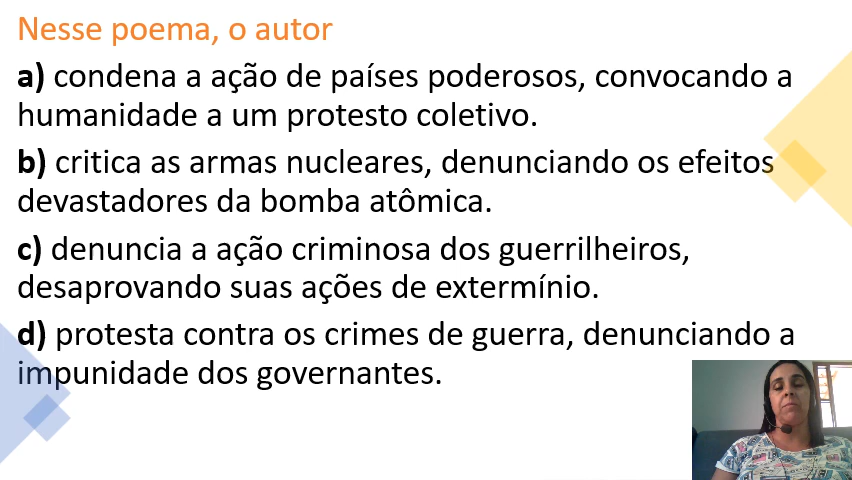 Nesse poema, o autor
a) condena a ação de países poderosos, convocando a
humanidade a um protesto coletivo.
b) critica as armas nucleares, denunciando os efeitos
devastadores da bomba atômica.
c) denuncia a ação criminosa dos guerrilheiros,
desaprovando suas ações de extermínio.
d) protesta contra os crimes de guerra, denunciando a
impunidade dos governantes.